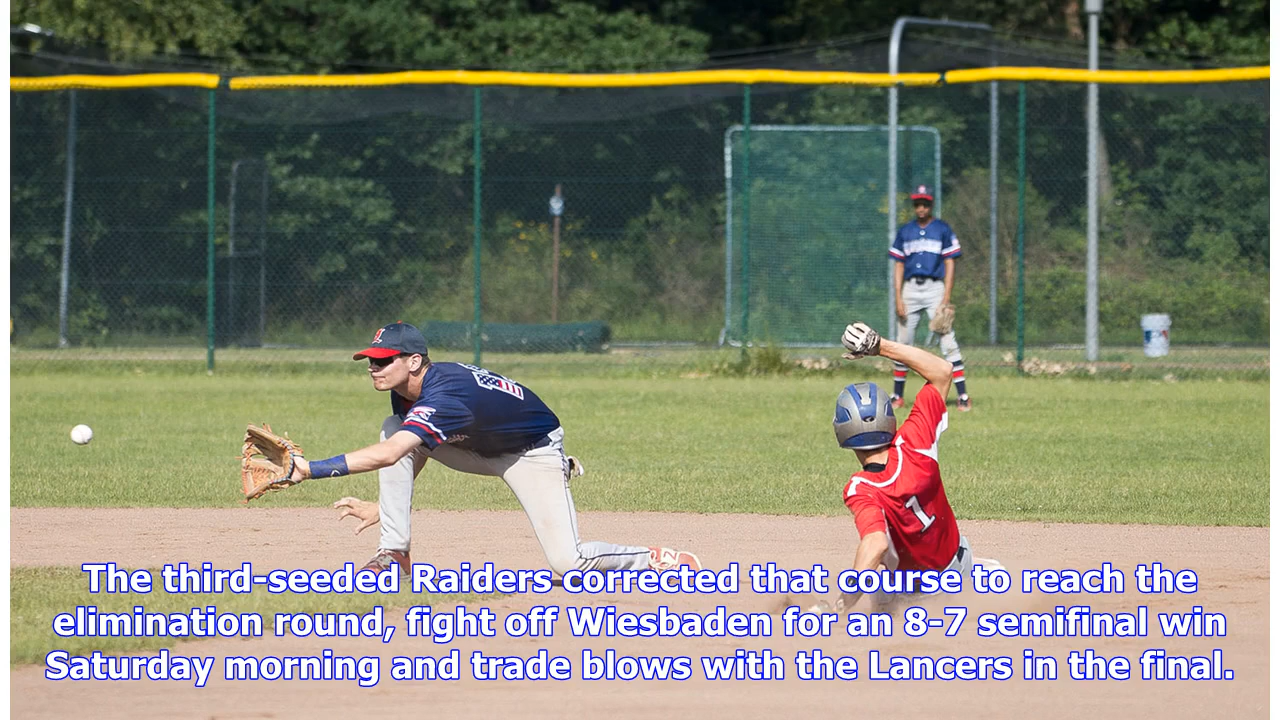 1
The third-seeded Raiders corrected that course to reach the
elimination round, fight off Wiesbaden for an 8-7 semifinal win
Saturday morning and trade blows with the Lancers in the final.